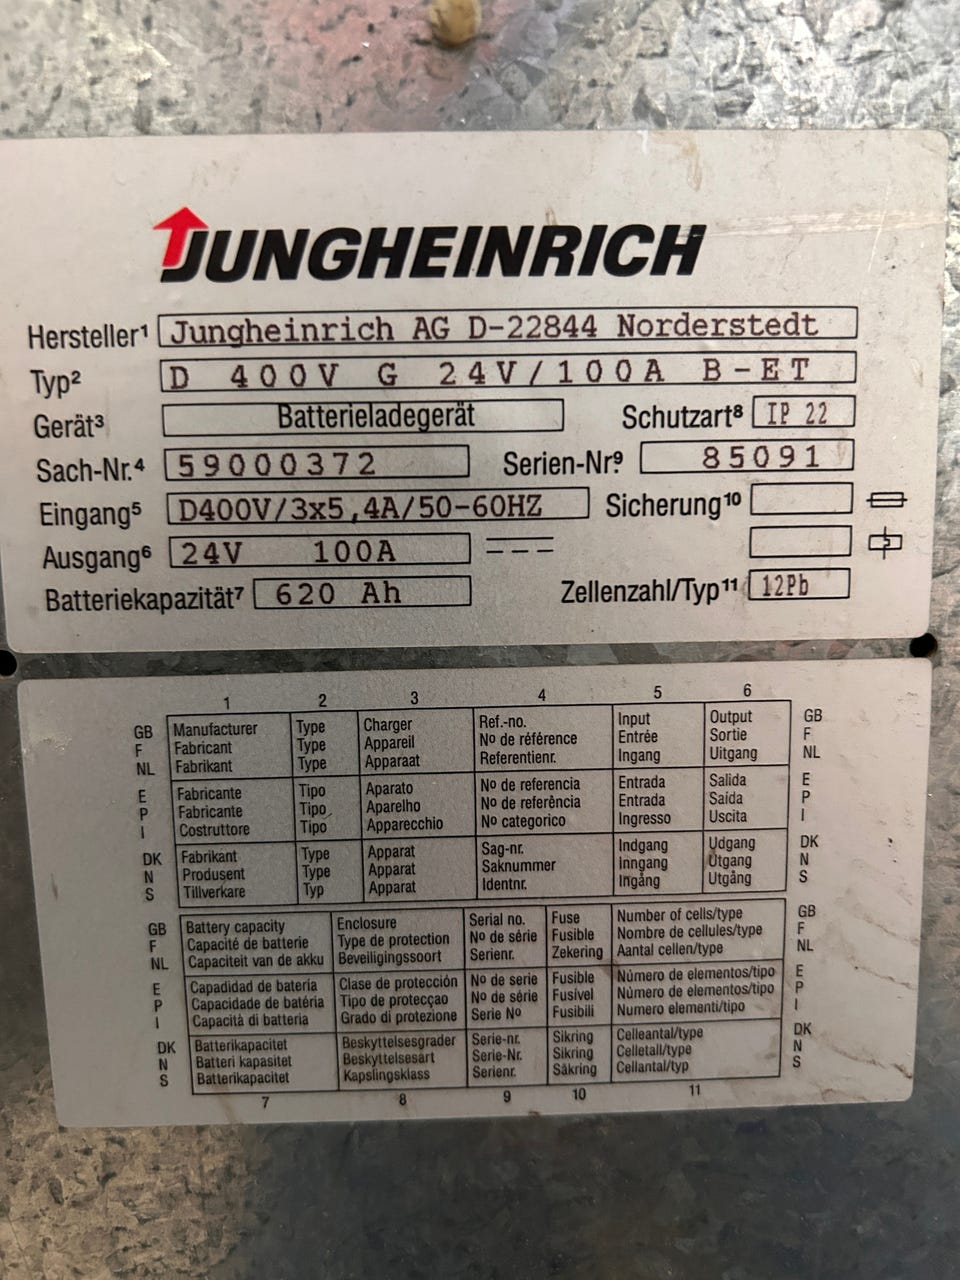 JUNGHEINRICH
Hersteller¹ Jungheinrich AG D-22844 Norderstedt
Typ² D 400V G 24V/100A B-ET
Gerät³ Batterieladegerät Schutzart⁸ IP 22
Sach-Nr.⁴ 59000372 Serien-Nr.⁹ 85091
Eingang⁵ D400V/3x5,4A/50-60HZ Sicherung¹⁰
Ausgang⁶ 24V 100A
Batteriekapazität⁷ 620 Ah Zellenzahl/Typ¹¹ 12Pb
1 2 3 4 5 6
GB Manufacturer Type Charger Ref.-no. Input Output GB
F Fabricant Type Appareil Nº de référence Entrée Sortie F
NL Fabrikant Type Apparaat Referentienr. Ingang Uitgang NL
E Fabricante Tipo Aparato Nº de referencia Entrada Salida E
P Fabricante Tipo Aparelho Nº de referência Entrada Saída P
I Costruttore Tipo Apparecchio Nº categorico Ingresso Uscita I
DK Fabrikant Type Apparat Sag-nr. Indgang Udgang DK
N Produsent Type Apparat Saknummer Inngang Utgang N
S Tillverkare Typ Apparat Identnr. Ingång Utgång S
GB Battery capacity Enclosure Serial no. Fuse Number of cells/type GB
F Capacité de batterie Type de protection Nº de série Fusible Nombre de cellules/type F
NL Capaciteit van de akku Beveiligingssoort Serienr. Zekering Aantal cellen/type NL
E Capadidad de bateria Clase de protección Nº de serie Fusible Número de elementos/tipo E
P Capacidade de batéria Tipo de protecçao Nº de série Fusível Número de elementos/tipo P
I Capacità di batteria Grado di protezione Serie Nº Fusibili Numero elementi/tipo I
DK Batterikapacitet Beskyttelsesgrader Serie-nr. Sikring Celleantal/type DK
N Batteri kapasitet Beskyttelsesart Serie-Nr. Sikring Celletall/type N
S Batterikapacitet Kapslingsklass Serienr. Säkring Cellantal/typ S
7 8 9 10 11